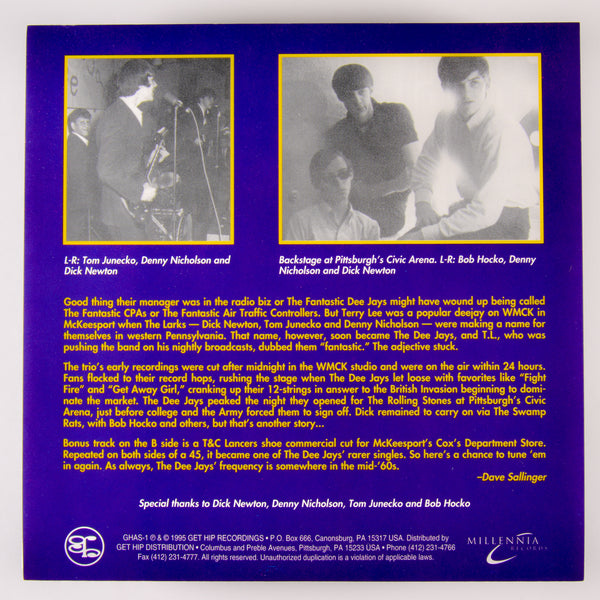 L-R: Tom Junecko, Denny Nicholson and
Dick Newton
Backstage at Pittsburgh's Civic Arena. L-R: Bob Hocko, Denny
Nicholson and Dick Newton
Good thing their manager was in the radio biz or The Fantastic Dee Jays might have wound up being called
The Fantastic CPAs or The Fantastic Air Traffic Controllers. But Terry Lee was a popular deejay on WMCK in
McKeesport when The Larks — Dick Newton, Tom Junecko and Denny Nicholson — were making a name for
themselves in western Pennsylvania. That name, however, soon became The Dee Jays, and T.L., who was
pushing the band on his nightly broadcasts, dubbed them "fantastic." The adjective stuck.
The trio's early recordings were cut after midnight in the WMCK studio and were on the air within 24 hours.
Fans flocked to their record hops, rushing the stage when The Dee Jays let loose with favorites like "Fight
Fire" and "Get Away Girl," cranking up their 12-strings in answer to the British Invasion beginning to domi-
nate the market. The Dee Jays peaked the night they opened for The Rolling Stones at Pittsburgh's Civic
Arena, just before college and the Army forced them to sign off. Dick remained to carry on via The Swamp
Rats, with Bob Hocko and others, but that's another story...
Bonus track on the B side is a T&C Lancers shoe commercial cut for McKeesport's Cox's Department Store.
Repeated on both sides of a 45, it became one of The Dee Jays' rarer singles. So here's a chance to tune 'em
in again. As always, The Dee Jays' frequency is somewhere in the mid-'60s.
–Dave Sallinger
Special thanks to Dick Newton, Denny Nicholson, Tom Junecko and Bob Hocko
GHAS-1 ℗ & © 1995 GET HIP RECORDINGS • P.O. Box 666, Canonsburg, PA 15317 USA. Distributed by
GET HIP DISTRIBUTION • Columbus and Preble Avenues, Pittsburgh, PA 15233 USA • Phone (412) 231-4766
Fax (412) 231-4777. All rights reserved. Unauthorized duplication is a violation of applicable laws.
MILLENNIA
RECORDS